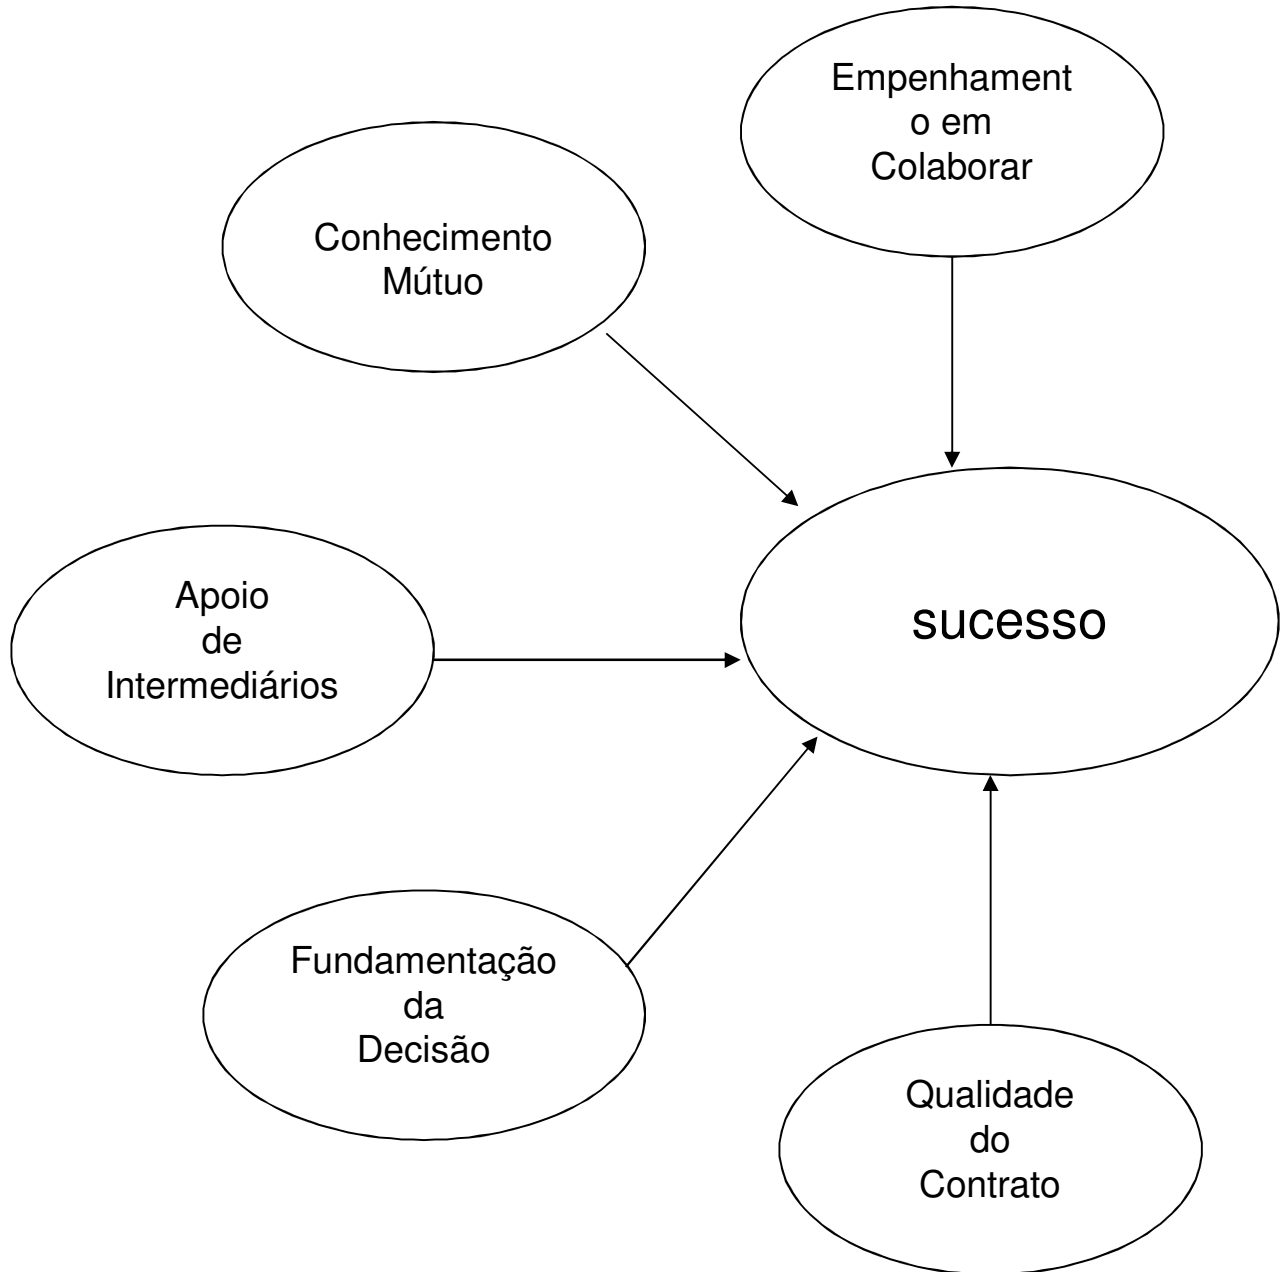 Empenhament
o em
Colaborar
Conhecimento
Mútuo
Apoio
de
Intermediários
sucesso
Fundamentação
da
Decisão
Qualidade
do
Contrato